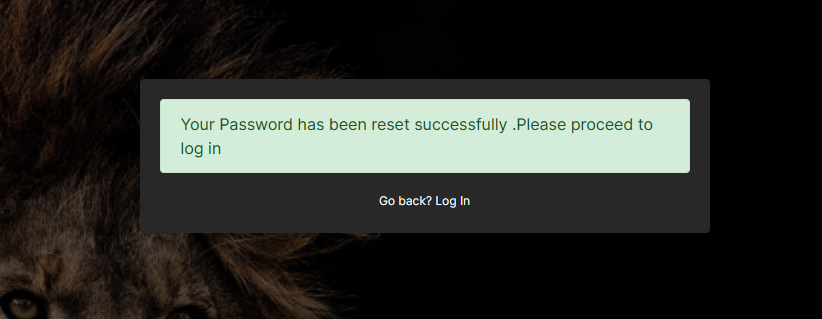 Your Password has been reset successfully .Please proceed to
log in
Go back? Log In